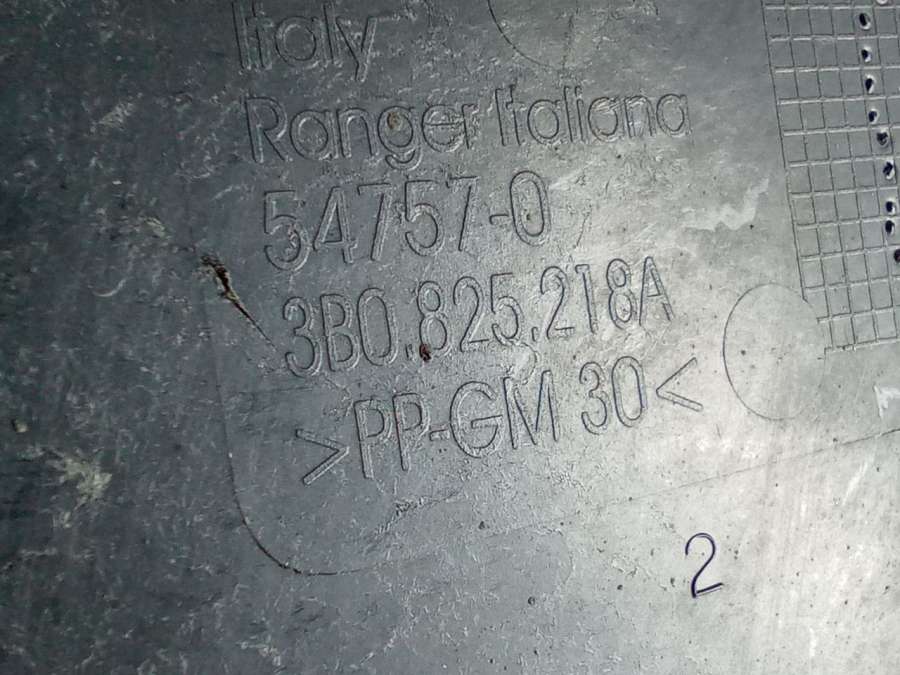 Italy
Ranger Italiana
54757-0
3B0.825.218A
>PP-GM 30<
2